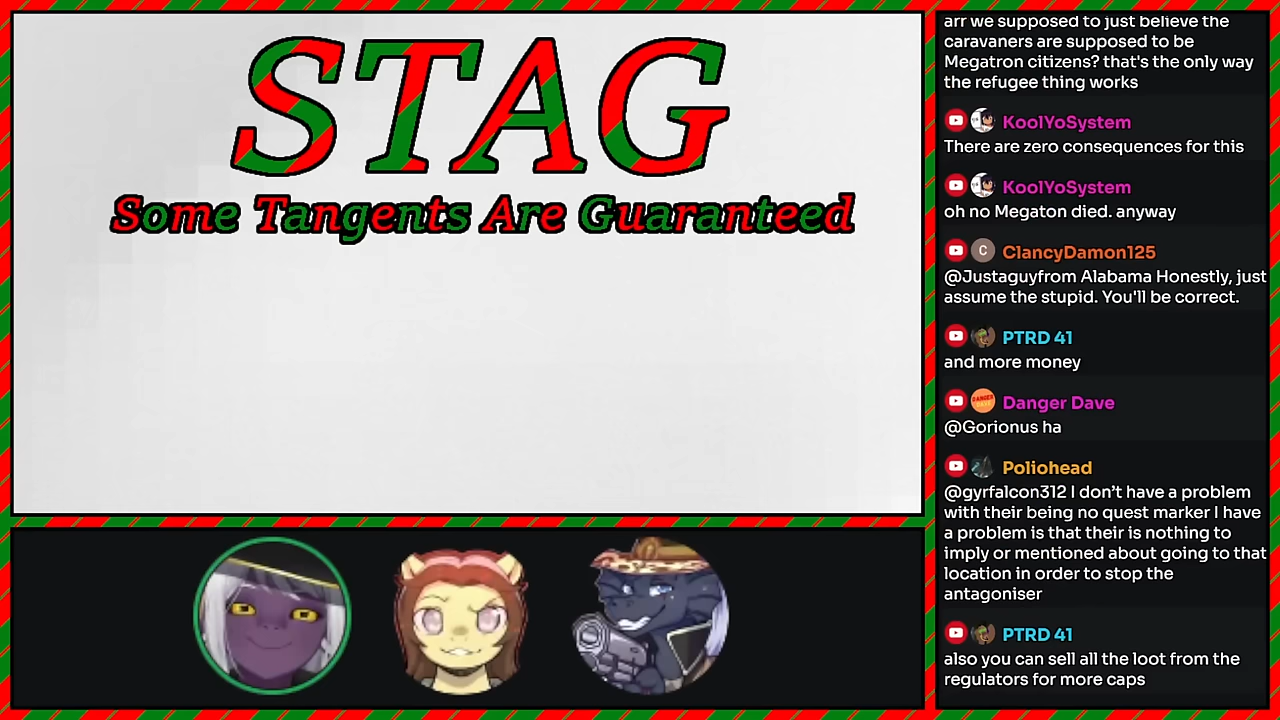 STAG
Some Tangents Are Guaranteed
arr we supposed to just believe the
caravaners are supposed to be
Megatron citizens? that's the only way
the refugee thing works
KoolYoSystem
There are zero consequences for this
KoolYoSystem
oh no Megaton died. anyway
C ClancyDamon125
@Justaguyfrom Alabama Honestly, just
assume the stupid. You'll be correct.
PTRD 41
and more money
Danger Dave
@Gorionus ha
Poliohead
@gyrfalcon312 I don’t have a problem
with their being no quest marker I have
a problem is that their is nothing to
imply or mentioned about going to that
location in order to stop the
antagoniser
PTRD 41
also you can sell all the loot from the
regulators for more caps